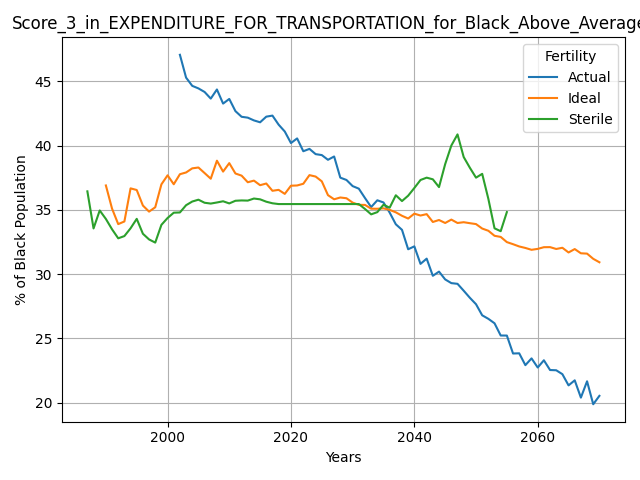 Score_3_in_EXPENDITURE_FOR_TRANSPORTATION_for_Black_Above_Average
Fertility
Actual
Ideal
Sterile
45
40
35
30
25
20
% of Black Population
2000
2020
2040
2060
Years